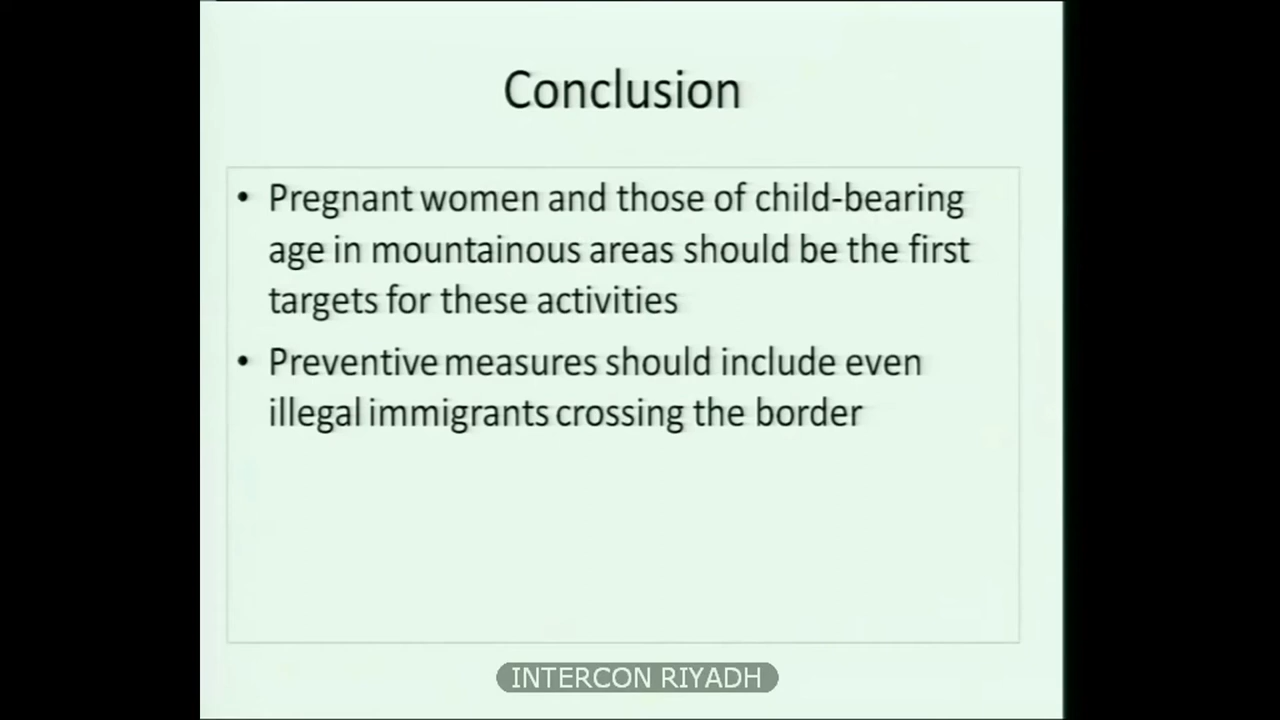 Conclusion
• Pregnant women and those of child-bearing
age in mountainous areas should be the first
targets for these activities
• Preventive measures should include even
illegal immigrants crossing the border
INTERCON RIYADH